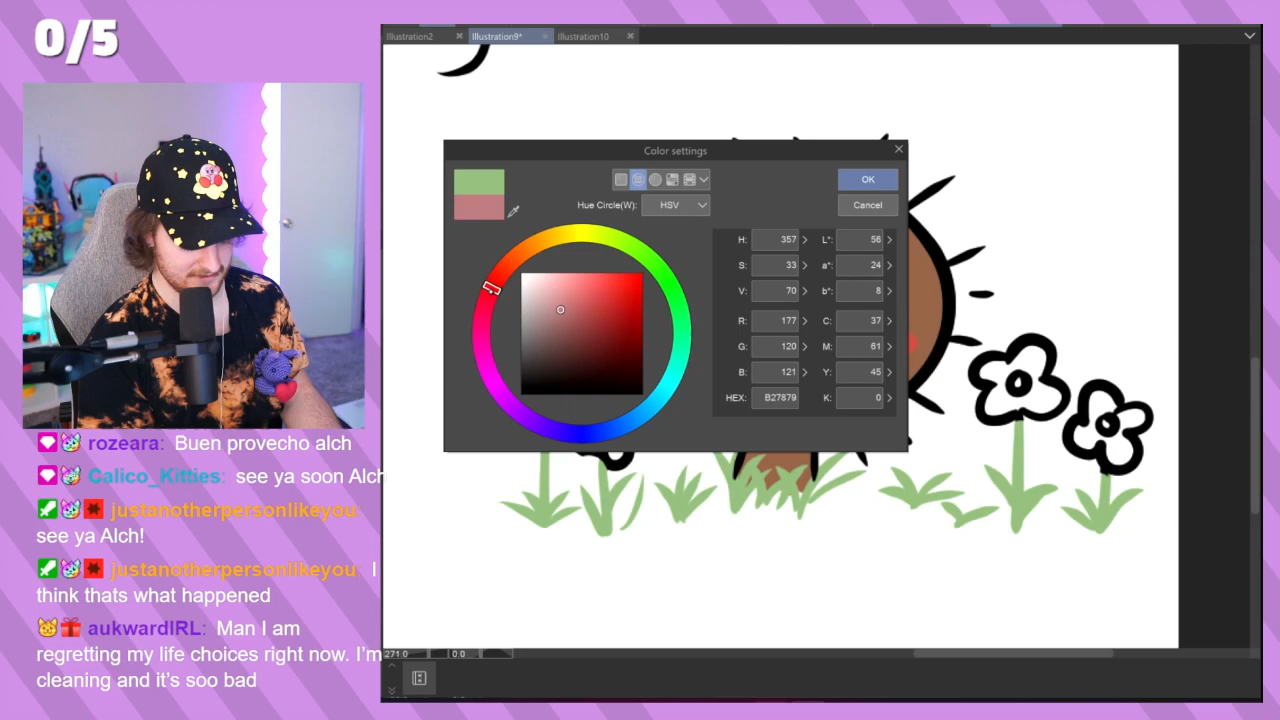 0/5
Illustration2
Illustration9*
Illustration10
Color settings
OK
Hue Circle(W): HSV
Cancel
H: 357 L*: 56
S: 33 a*: 24
V: 70 b*: 8
R: 177 C: 37
G: 120 M: 61
B: 121 Y: 45
HEX: B27879 K: 0
rozeara: Buen provecho alch
Calico_Kitties: see ya soon Alch
justanotherpersonlikeyou
see ya Alch!
justanotherpersonlikeyou: I
think thats what happened
aukwardIRL: Man I am
regretting my life choices right now. I'm
cleaning and it's soo bad
271.0 0.0